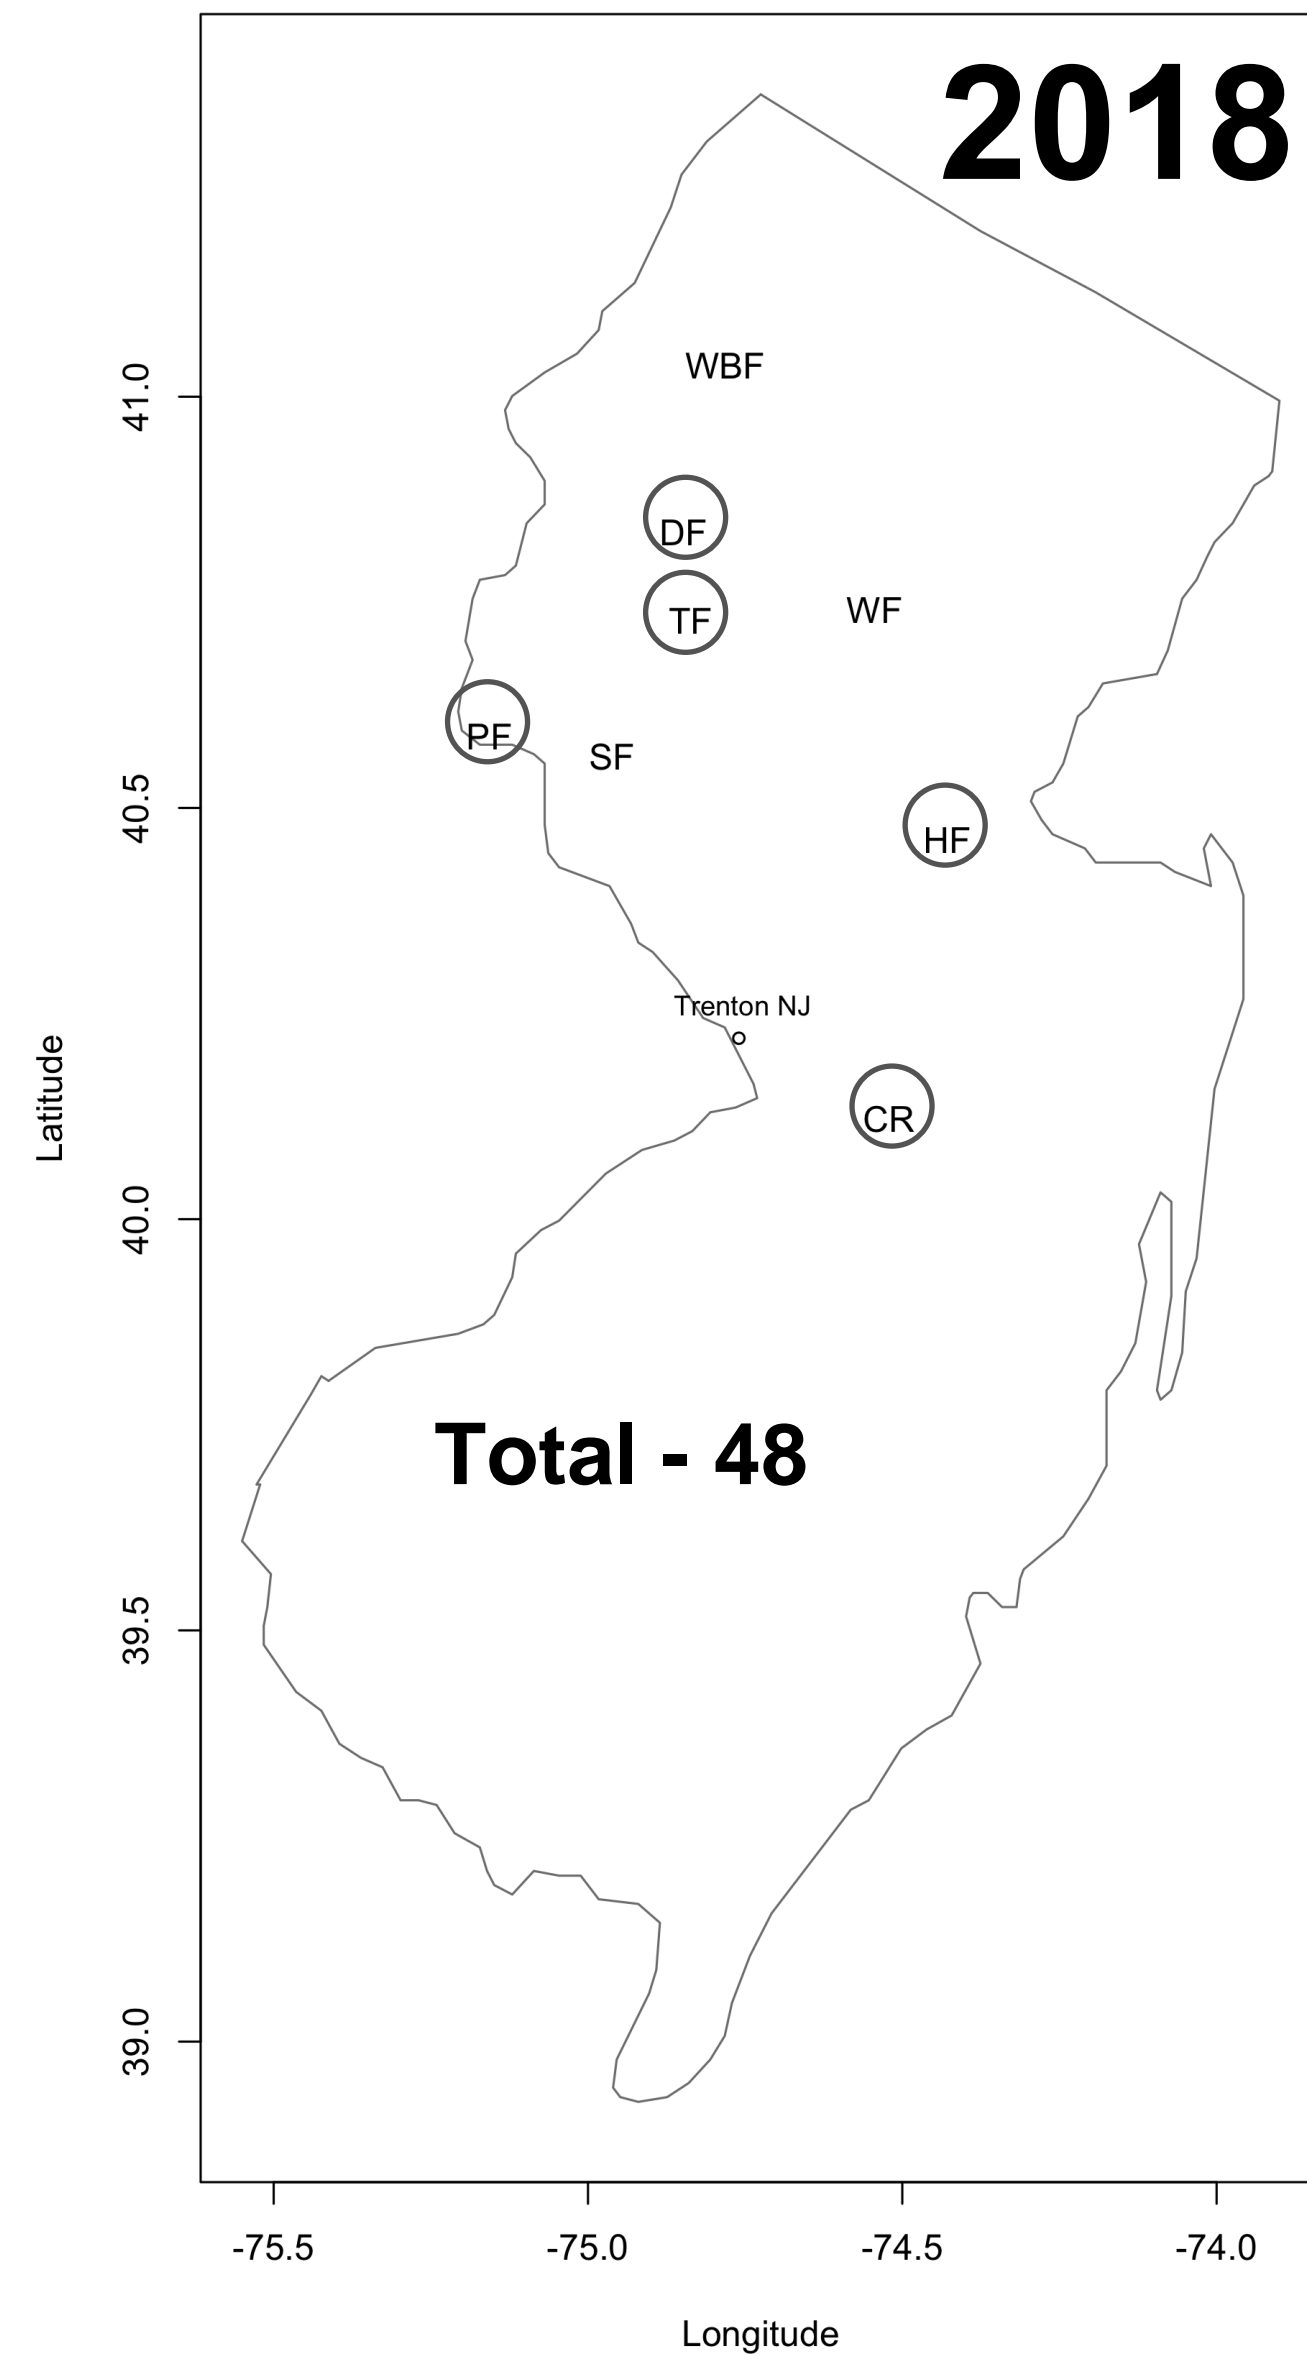 2018
41.0
WBF
DF
TF
WF
PF
SF
40.5
HF
Trenton NJ
Latitude
CR
40.0
Total - 48
39.5
39.0
-75.5
-75.0
-74.5
-74.0
Longitude